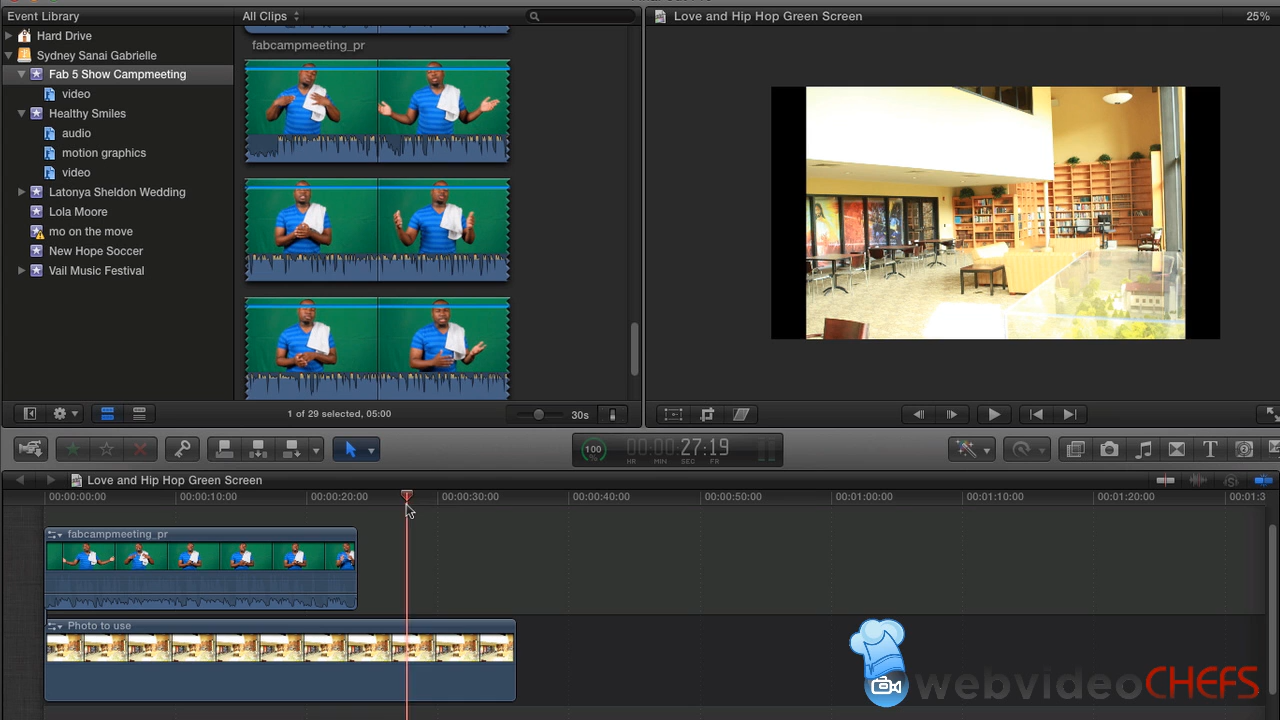 Event Library
All Clips
Love and Hip Hop Green Screen
25%
Hard Drive
Sydney Sanai Gabrielle
Fab 5 Show Campmeeting
video
Healthy Smiles
audio
motion graphics
video
Latonya Sheldon Wedding
Lola Moore
mo on the move
New Hope Soccer
Vail Music Festival
fabcampmeeting_pr
1 of 29 selected, 05:00
30s
100
00:00:27:19
HR MIN SEC FR
Love and Hip Hop Green Screen
00:00:00:00
00:00:10:00
00:00:20:00
00:00:30:00
00:00:40:00
00:00:50:00
00:01:00:00
00:01:10:00
00:01:20:00
00:01:3
fabcampmeeting_pr
Photo to use
webvideoCHEFS